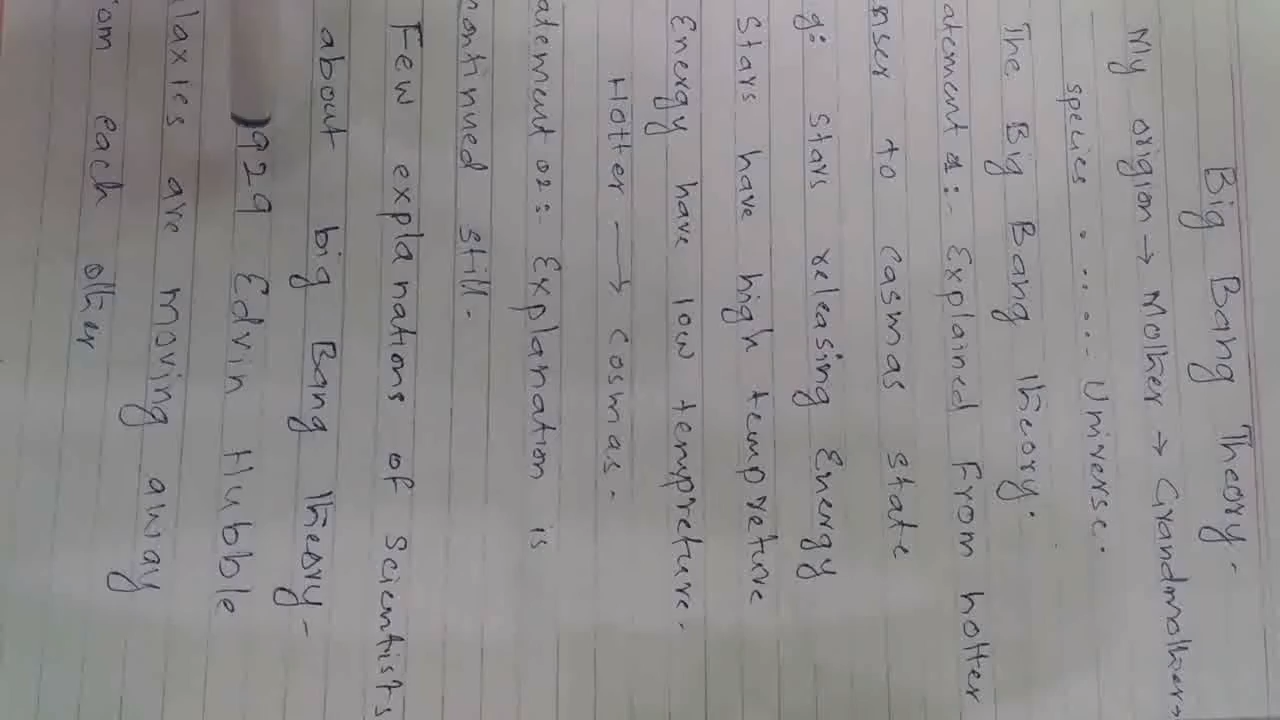 Big Bang Theory.
My origion → Mother → Grandmother →
species . ..... Universe.
The Big Bang theory:
atement 1:- Explained From hotter
nser to casmas state
g: Stars releasing Energy
Stars have high tempreture
Energy have low tempreture.
Hotter → Cosmas.
atement 02: Explanation is
montinued still.
Few explanations of Scientists
about big Bang theory-
1929 Edvin Hubble
laxies are moving away
om each other